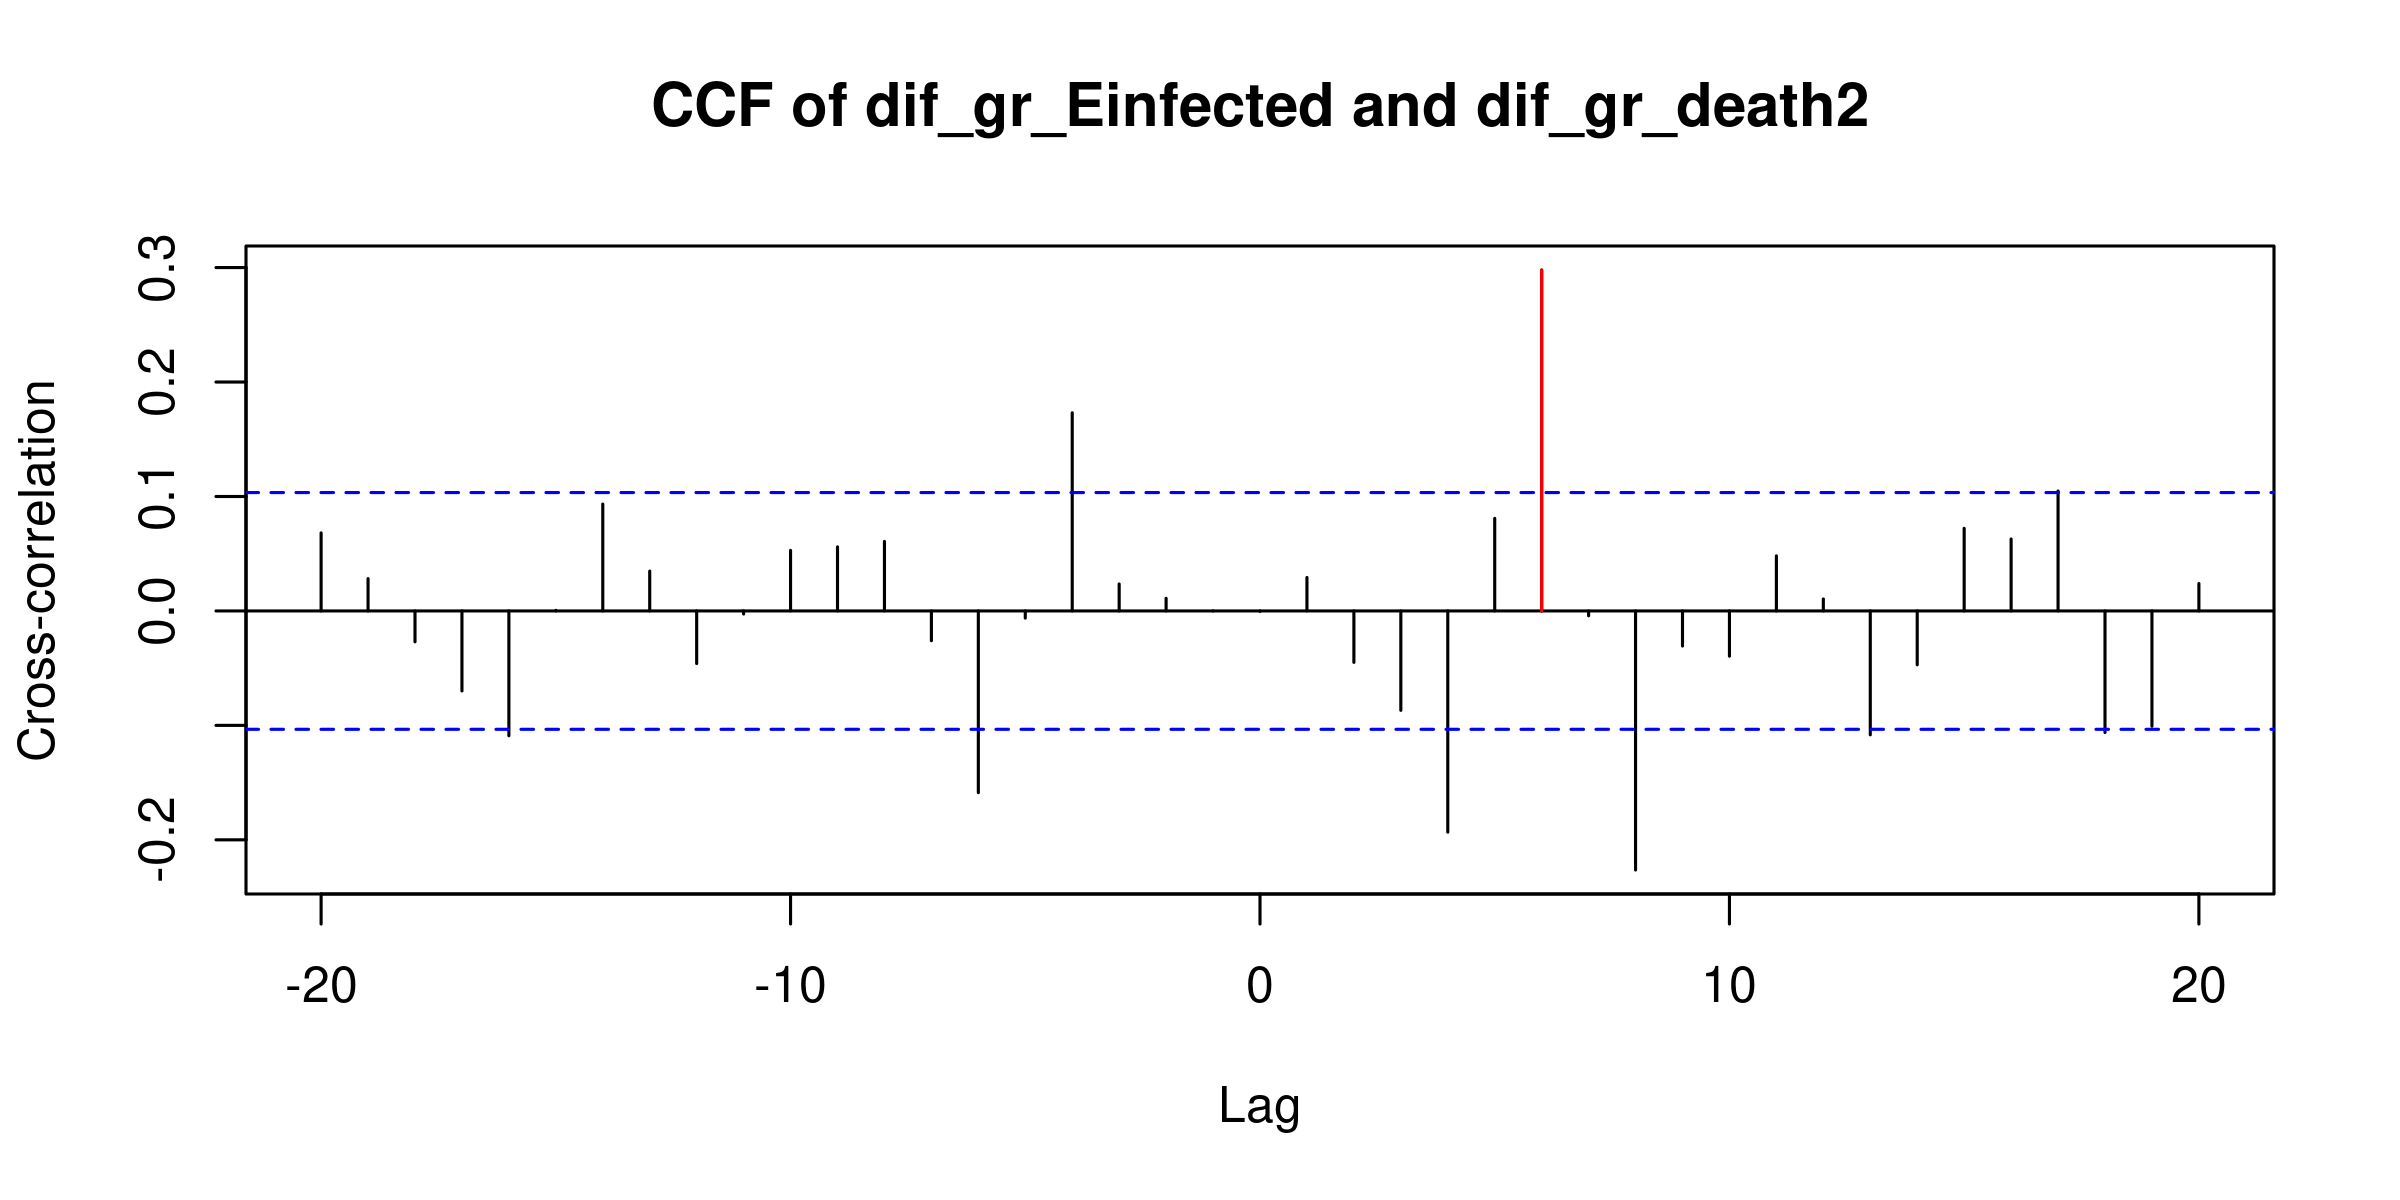 CCF of dif_gr_Einfected and dif_gr_death2
Cross-correlation
0.3
0.2
0.1
0.0
-0.2
-20 -10 0 10 20
Lag